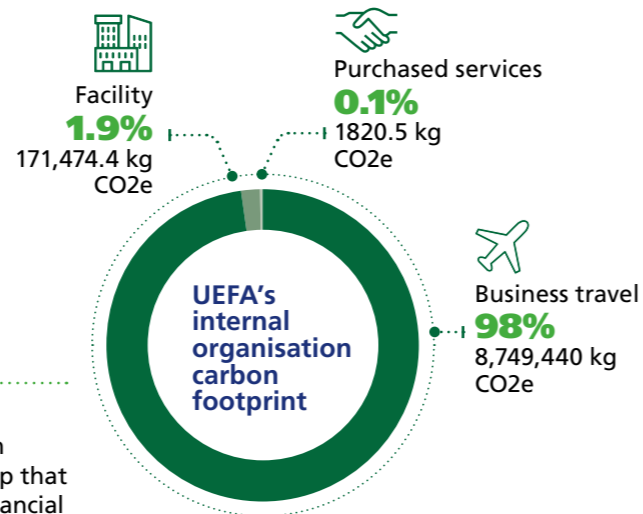 Facility
1.9%
171,474.4 kg
CO2e
Purchased services
0.1%
1820.5 kg
CO2e
Business travel
98%
8,749,440 kg
CO2e
UEFA's
internal
organisation
carbon
footprint
p that